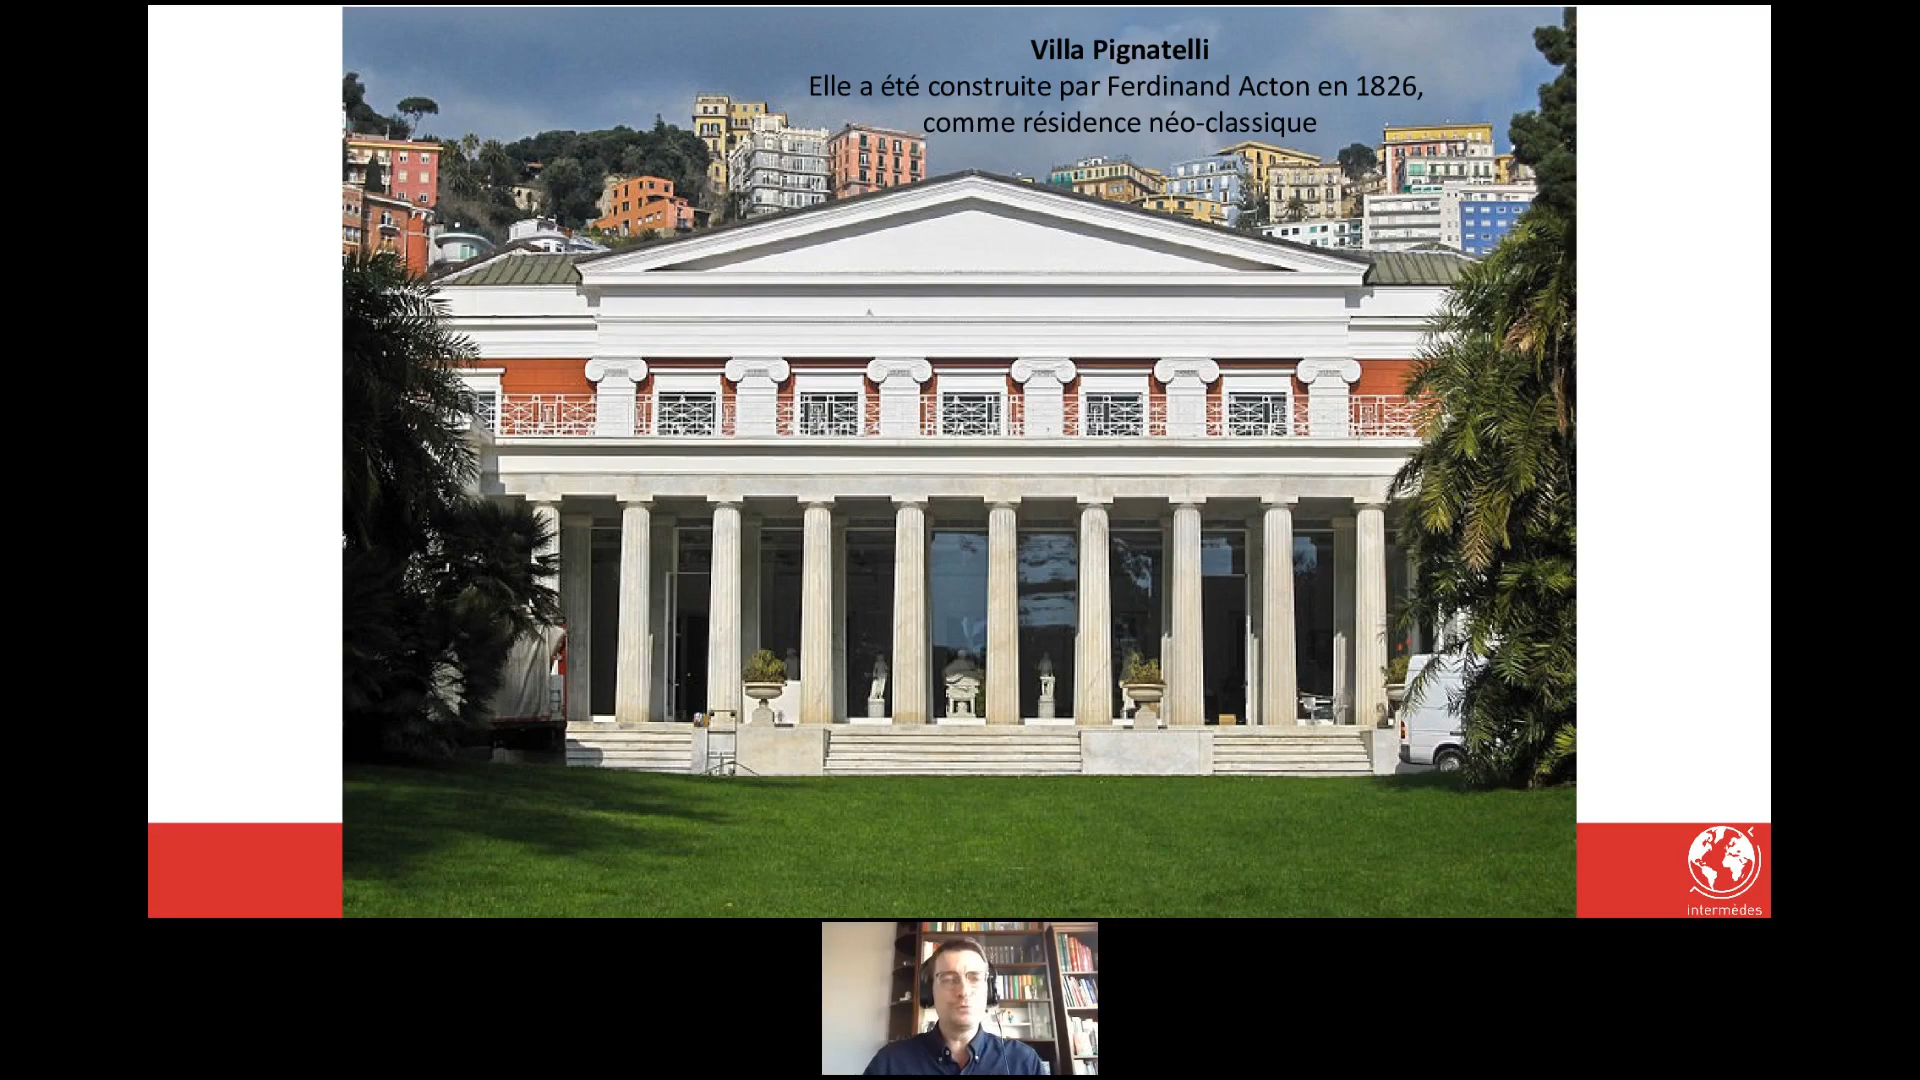 Villa Pignatelli
Elle a été construite par Ferdinand Acton en 1826,
comme résidence néo-classique
intermèdes